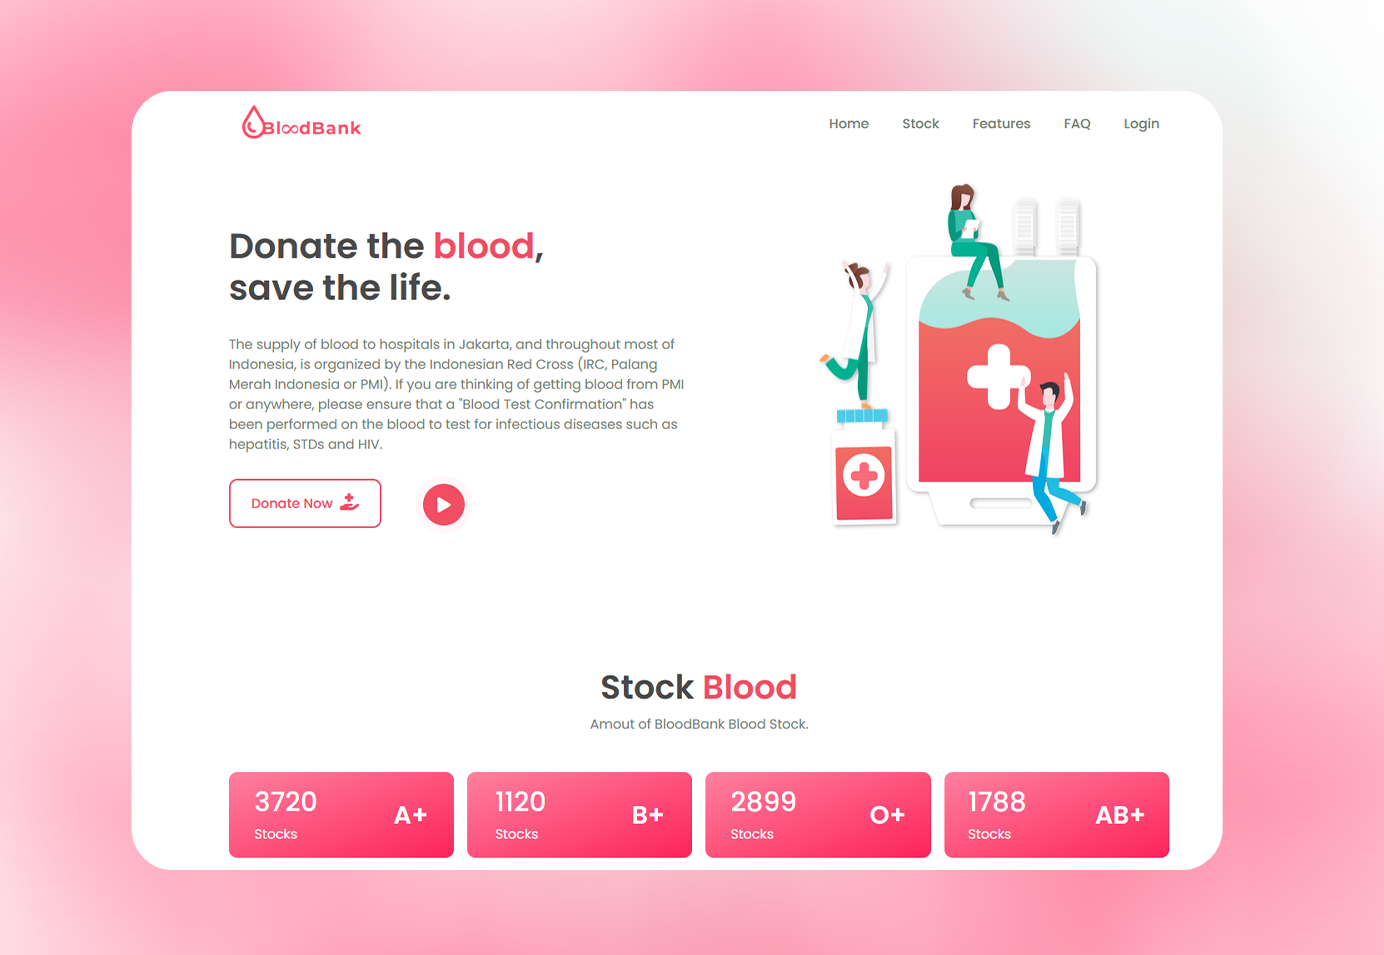 BloodBank
Home Stock Features FAQ Login
Donate the blood,
save the life.
The supply of blood to hospitals in Jakarta, and throughout most of
Indonesia, is organized by the Indonesian Red Cross (IRC, Palang
Merah Indonesia or PMI). If you are thinking of getting blood from PMI
or anywhere, please ensure that a "Blood Test Confirmation" has
been performed on the blood to test for infectious diseases such as
hepatitis, STDs and HIV.
Donate Now
Stock Blood
Amout of BloodBank Blood Stock.
3720
A+
Stocks
1120
B+
Stocks
2899
O+
Stocks
1788
AB+
Stocks